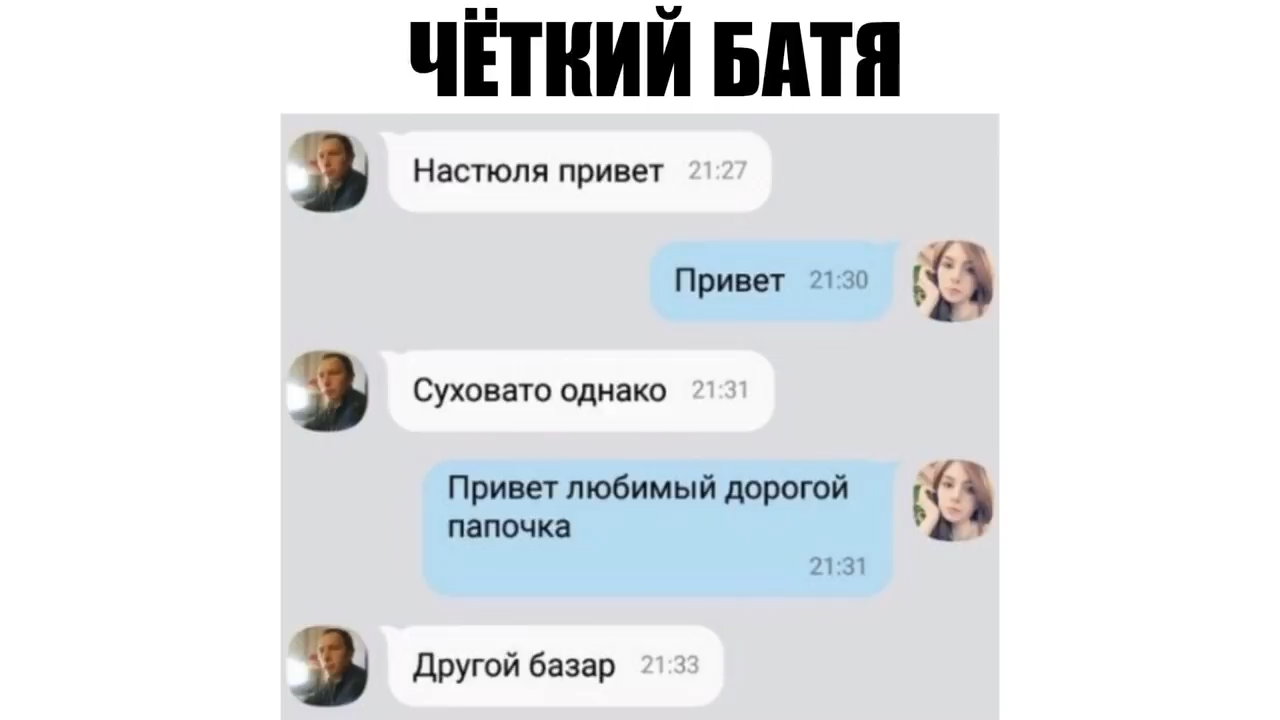 ЧЁТКИЙ БАТЯ
Настюля привет 21:27
Привет 21:30
Суховато однако 21:31
Привет любимый дорогой
папочка
21:31
Другой базар 21:33